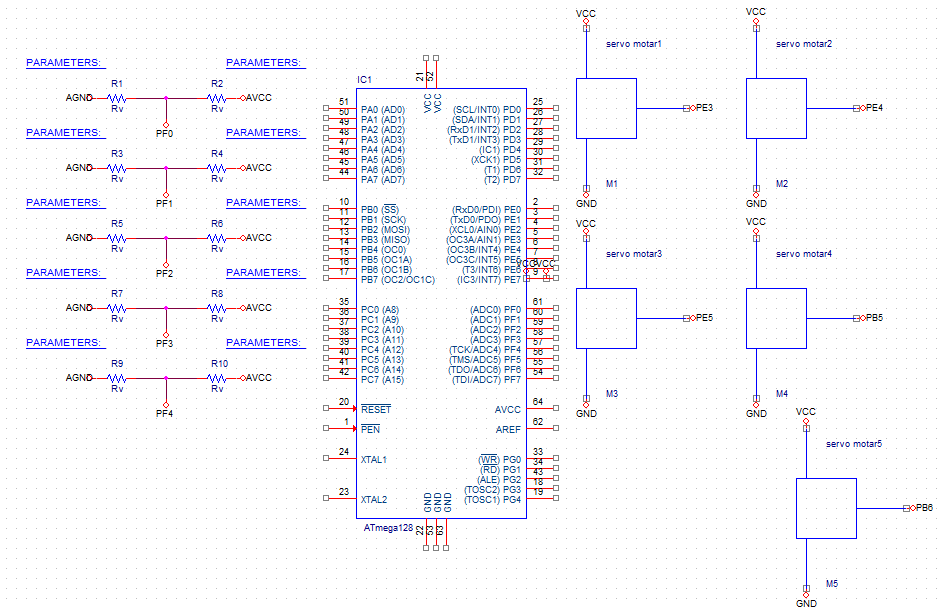 PARAMETERS: PARAMETERS:
R1 R2
AGND AVCC
Rv Rv
PF0
PARAMETERS: PARAMETERS:
R3 R4
AGND AVCC
Rv Rv
PF1
PARAMETERS: PARAMETERS:
R5 R6
AGND AVCC
Rv Rv
PF2
PARAMETERS: PARAMETERS:
R7 R8
AGND AVCC
Rv Rv
PF3
PARAMETERS: PARAMETERS:
R9 R10
AGND AVCC
Rv Rv
PF4
IC1
21 52
VCC VCC
51 PA0 (AD0) (SCL/INT0) PD0 25
50 PA1 (AD1) (SDA/INT1) PD1 26
49 PA2 (AD2) (RxD1/INT2) PD2 27
48 PA3 (AD3) (TxD1/INT3) PD3 28
47 PA4 (AD4) (IC1) PD4 29
46 PA5 (AD5) (XCK1) PD5 30
45 PA6 (AD6) (T1) PD6 31
44 PA7 (AD7) (T2) PD7 32
10 PB0 (SS) (RxD0/PDI) PE0 2
11 PB1 (SCK) (TxD0/PDO) PE1 3
12 PB2 (MOSI) (XCL0/AIN0) PE2 4
13 PB3 (MISO) (OC3A/AIN1) PE3 5
14 PB4 (OC0) (OC3B/INT4) PE4 6
15 PB5 (OC1A) (OC3C/INT5) PE5 7
16 PB6 (OC1B) (T3/INT6) PE6 8
17 PB7 (OC2/OC1C) (IC3/INT7) PE7 9
VCC VCC
35 PC0 (A8) (ADC0) PF0 61
36 PC1 (A9) (ADC1) PF1 60
37 PC2 (A10) (ADC2) PF2 59
38 PC3 (A11) (ADC3) PF3 58
39 PC4 (A12) (TCK/ADC4) PF4 57
40 PC5 (A13) (TMS/ADC5) PF5 56
41 PC6 (A14) (TDO/ADC6) PF6 55
42 PC7 (A15) (TDI/ADC7) PF7 54
20 RESET AVCC 64
1 PEN AREF 62
24 XTAL1 (WR) PG0 33
(RD) PG1 34
(ALE) PG2 43
(TOSC2) PG3 18
23 XTAL2 (TOSC1) PG4 19
GND GND GND
ATmega128
22 53 63
VCC
servo motar1
PE3
M1
GND
VCC
servo motar2
PE4
M2
GND
VCC
servo motar3
PE5
M3
GND
VCC
servo motar4
PB5
M4
GND
VCC
servo motar5
PB6
M5
GND